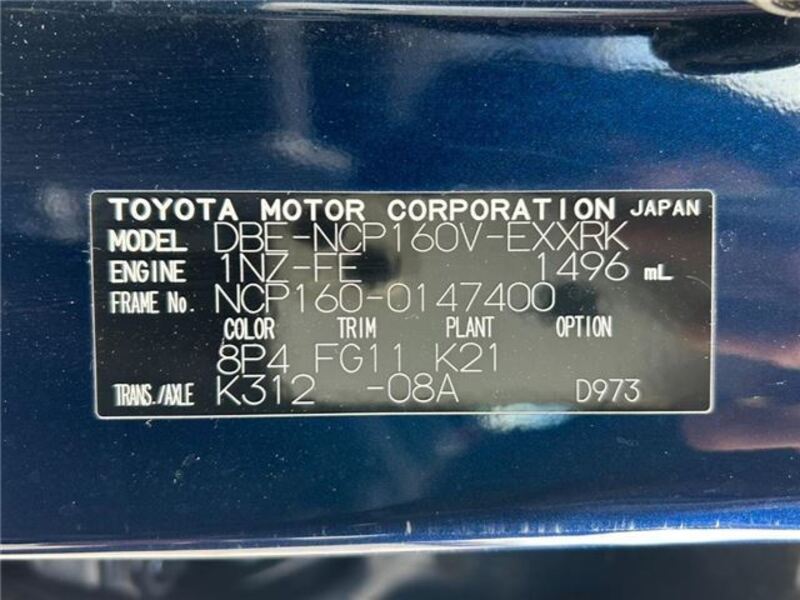 TOYOTA MOTOR CORPORATION JAPAN
MODEL DBE-NCP160V-EXXRK
ENGINE 1NZ-FE 1496 mL
FRAME No. NCP160-0147400
COLOR TRIM PLANT OPTION
8P4 FG11 K21
TRANS./AXLE K312 -08A D973